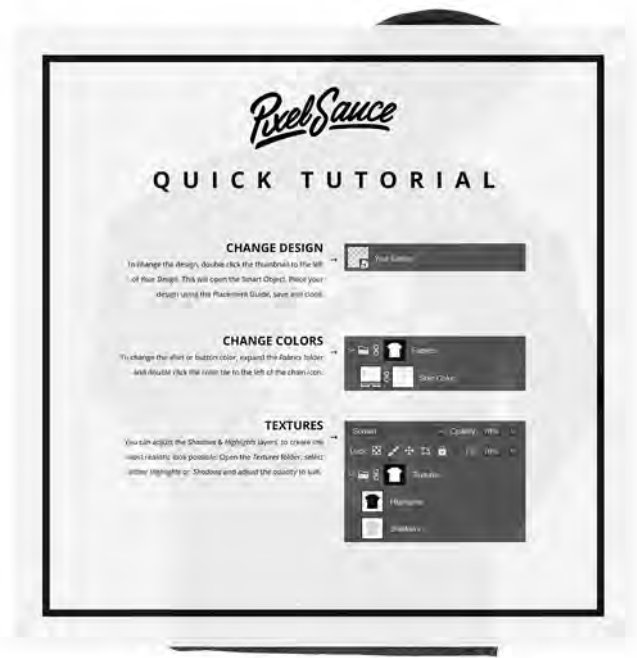 PixelSauce
QUICK TUTORIAL
CHANGE DESIGN
To change the design, double click the thumbnail to the left
of Your Design. This will open the Smart Object. Place your
design using the Placement Guide, save and close.
Your Design
CHANGE COLORS
To change the shirt or button color, expand the Fabrics folder
and double click the color tile to the left of the chain icon.
Fabrics
Shirt Color
TEXTURES
You can adjust the Shadows & Highlights layers, to create the
most realistic look possible. Open the Textures folder, select
either Highlights or Shadows and adjust the opacity to suit.
Screen
Opacity:
Lock:
Textures
Highlights
Shadows